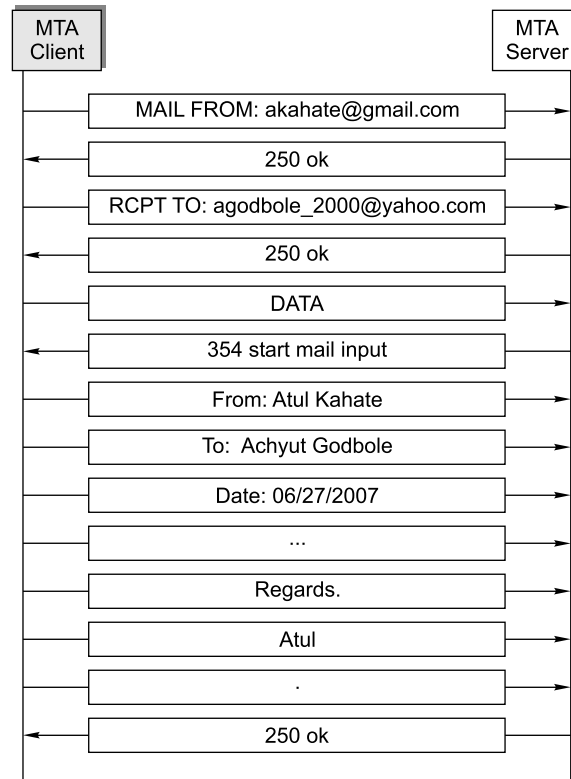 MTA
Client
MTA
Server
MAIL FROM: akahate@gmail.com
250 ok
RCPT TO: agodbole_2000@yahoo.com
250 ok
DATA
354 start mail input
From: Atul Kahate
To: Achyut Godbole
Date: 06/27/2007
...
Regards.
Atul
.
250 ok